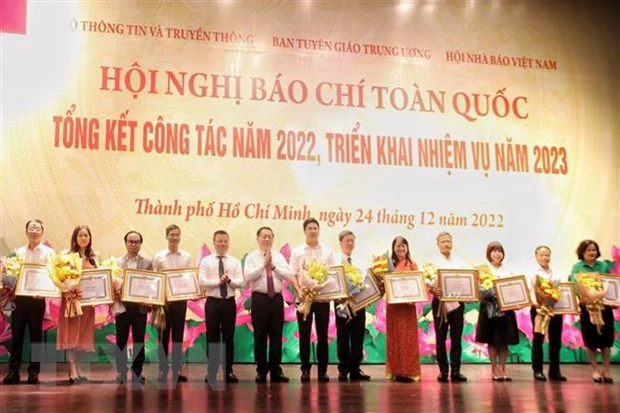 Ộ THÔNG TIN VÀ TRUYỀN THÔNG BAN TUYÊN GIÁO TRUNG ƯƠNG HỘI NHÀ BÁO VIỆT NAM
HỘI NGHỊ BÁO CHÍ TOÀN QUỐC
TỔNG KẾT CÔNG TÁC NĂM 2022, TRIỂN KHAI NHIỆM VỤ NĂM 2023
Thành phố Hồ Chí Minh, ngày 24 tháng 12 năm 2022